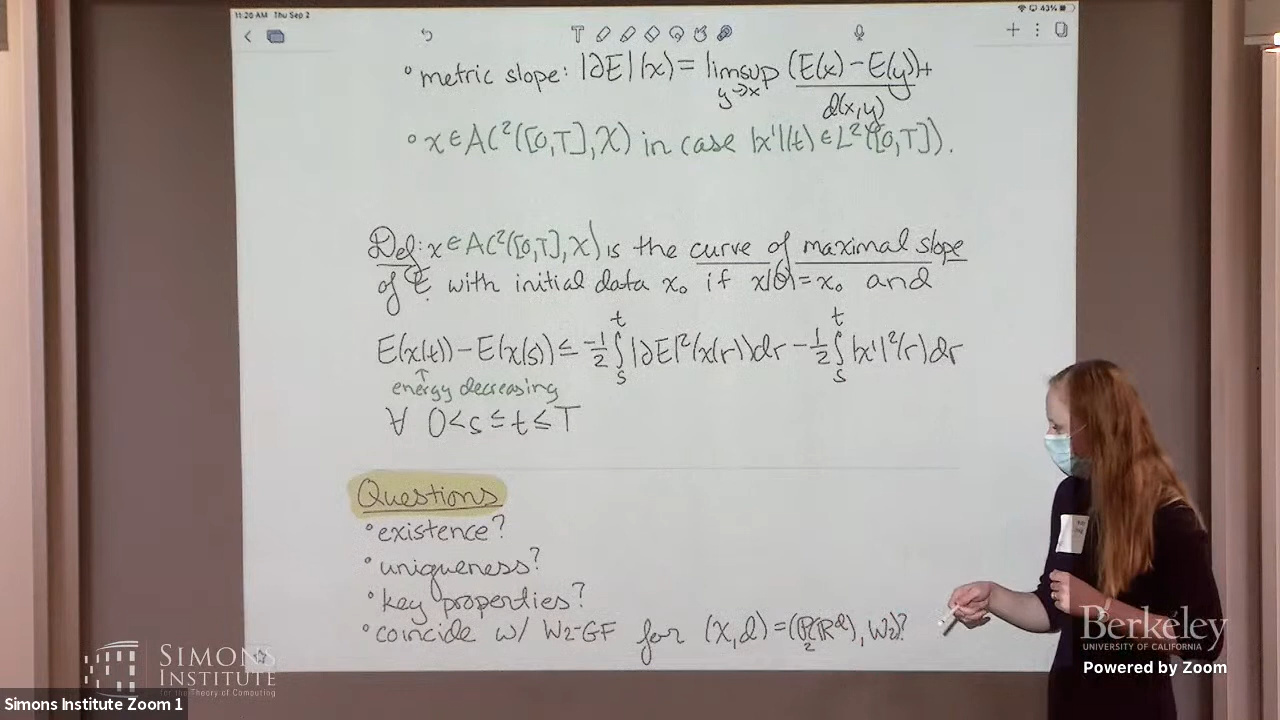 11:20 AM Thu Sep 2
43%
• metric slope: |∂E|(x) = limsup_{y→x} (E(x) − E(y))₊ / d(x,y)
• x ∈ AC²([0,T], X) in case |x'|(t) ∈ L²([0,T]).
Def: x ∈ AC²([0,T], X) is the curve of maximal slope
of E with initial data x₀ if x(0) = x₀ and
E(x(t)) − E(x(s)) ≤ −½ ∫ₛᵗ |∂E|²(x(r))dr − ½ ∫ₛᵗ |x'|²(r)dr
↑
energy decreasing
∀ 0<s≤t≤T
Questions
• existence?
• uniqueness?
• key properties?
• coincide w/ W₂-GF for (X,d) = (P₂(ℝᵈ), W₂)?
SIMONS
INSTITUTE
for the Theory of Computing
Berkeley
UNIVERSITY OF CALIFORNIA
Powered by Zoom
Simons Institute Zoom 1